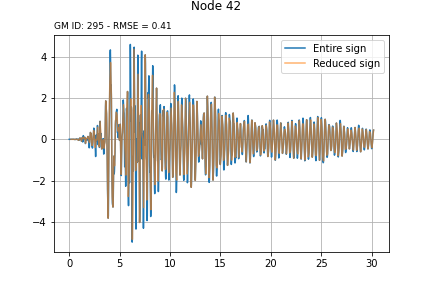 Node 42
GM ID: 295 - RMSE = 0.41
Entire sign
Reduced sign
4
2
0
−2
−4
0 5 10 15 20 25 30